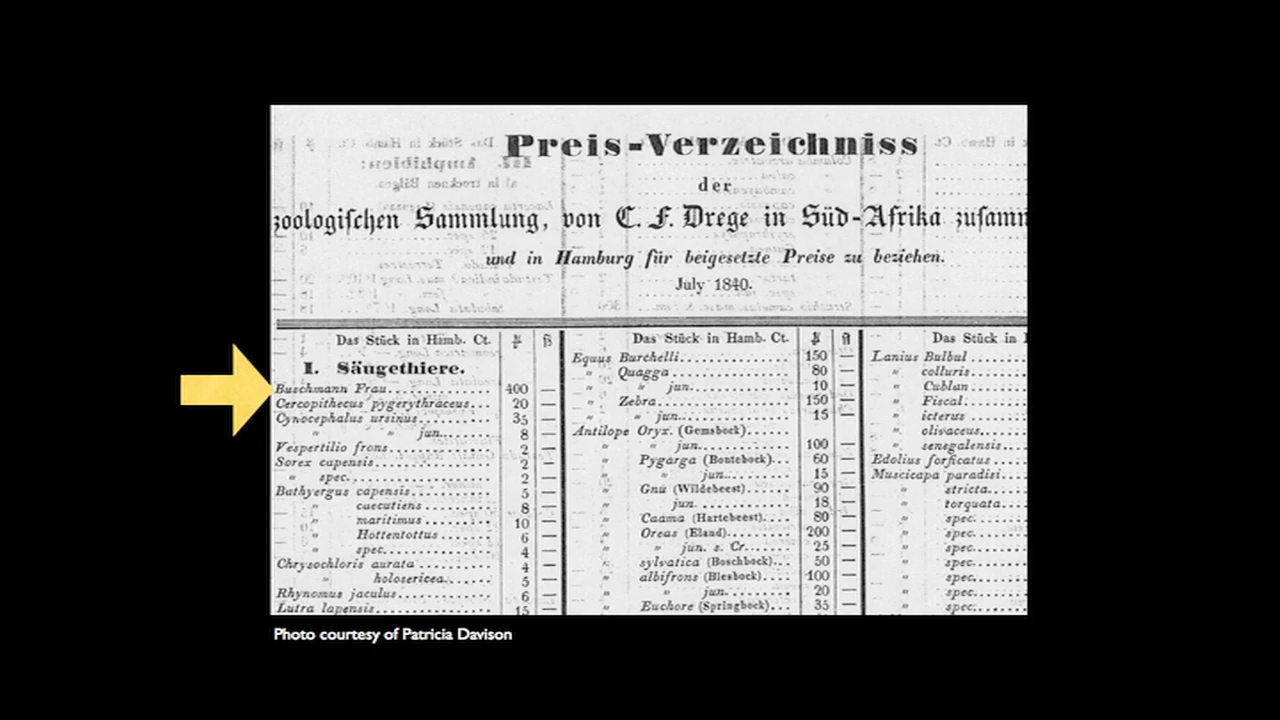 Preis-Verzeichniss
der
zoologischen Sammlung, von C. F. Drege in Süd-Afrika zusamm
und in Hamburg für beigesetzte Preise zu beziehen.
July 1840.
Das Stück in Hamb. Ct.
I. Säugethiere.
Buschmann Frau 400 —
Cercopithecus pygerythraceus 20 —
Cynocephalus ursinus 35 —
" " jun. 8 —
Vespertilio frons 2 —
Sorex capensis 2 —
" spec. 2 —
Bathyergus capensis 5 —
" caecutiens 8 —
" maritimus 10 —
" Hottentottus 6 —
" spec. 4 —
Chrysochloris aurata 4 —
" holosericea 5 —
Rhynomus jaculus 6 —
Lutra lapensis 15 —
Das Stück in Hamb. Ct.
Equus Burchelli 150 —
" Quagga 80 —
" " jun. 10 —
" Zebra 150 —
" " jun. 15 —
Antilope Oryx. (Gemsbock)
" " jun. 100 —
" Pygarga (Bontebock) 60 —
" " jun. 15 —
" Gnu (Wildebeest) 90 —
" jun. 18 —
" Caama (Hartebeest) 80 —
" Oreas (Eland) 200 —
" " jun. s. Cr. 25 —
" sylvatica (Boschbock) 50 —
" albifrons (Blesbock) 100 —
" " jun. 20 —
" Euchore (Springbock) 35 —
Das Stück in
Lanius Bulbul
" colluris
" Cublan
" Fiscal
" icterus
" olivaceus
" senegalensis
Edolius forficatus
Muscicapa paradisi
" stricta
" torquata
" spec.
" spec.
" spec.
" spec.
" spec.
" spec.
" spec.
Photo courtesy of Patricia Davison